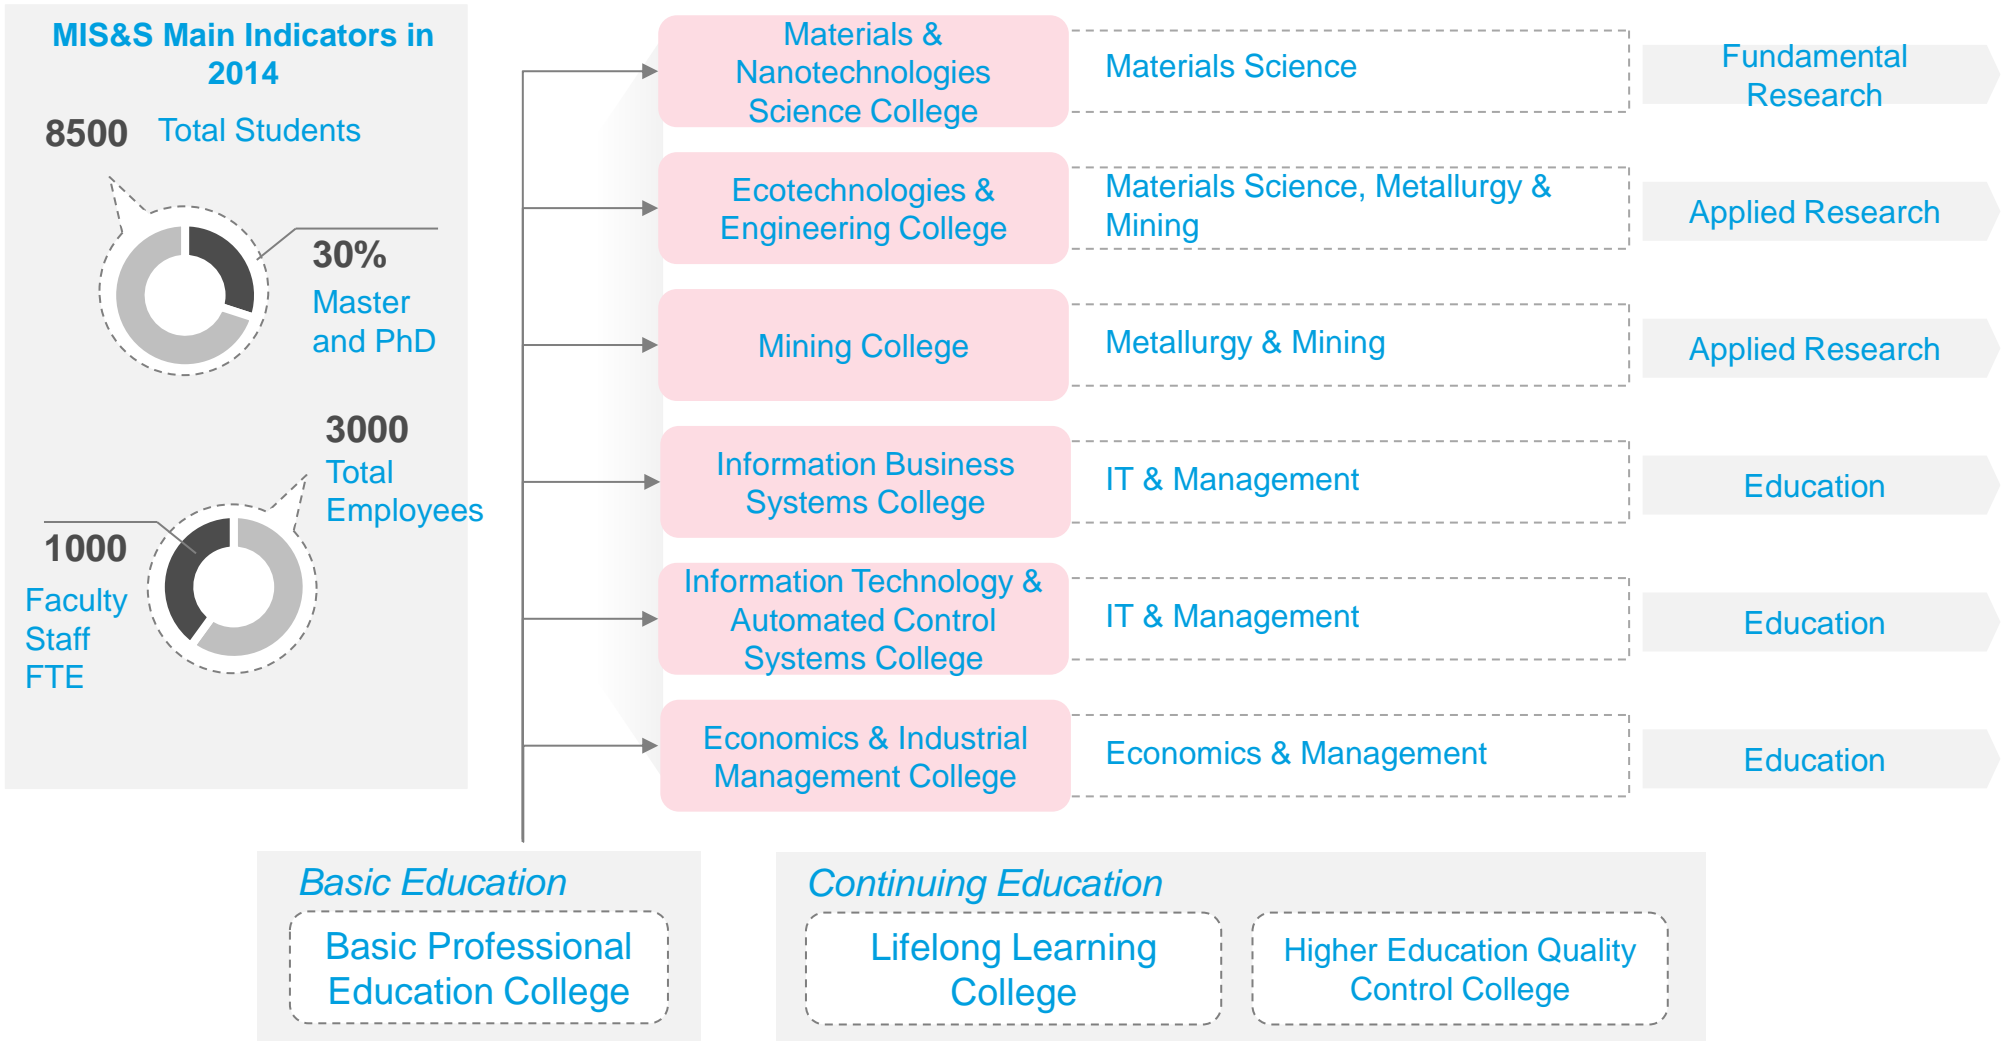 MIS&S Main Indicators in
2014
8500
Total Students
30%
Master
and PhD
3000
Total
Employees
1000
Faculty
Staff
FTE
Materials &
Nanotechnologies
Science College
Materials Science
Fundamental
Research
Ecotechnologies &
Engineering College
Materials Science, Metallurgy &
Mining
Applied Research
Mining College
Metallurgy & Mining
Applied Research
Information Business
Systems College
IT & Management
Education
Information Technology &
Automated Control
Systems College
IT & Management
Education
Economics & Industrial
Management College
Economics & Management
Education
Basic Education
Basic Professional
Education College
Continuing Education
Lifelong Learning
College
Higher Education Quality
Control College